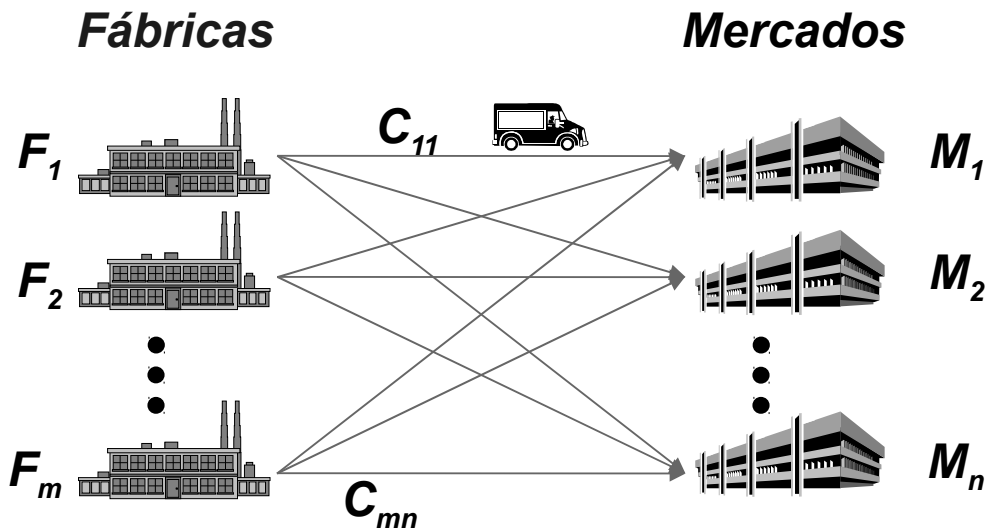 Fábricas Mercados
F1 C11 M1
F2 M2
Fm Mn
Cmn